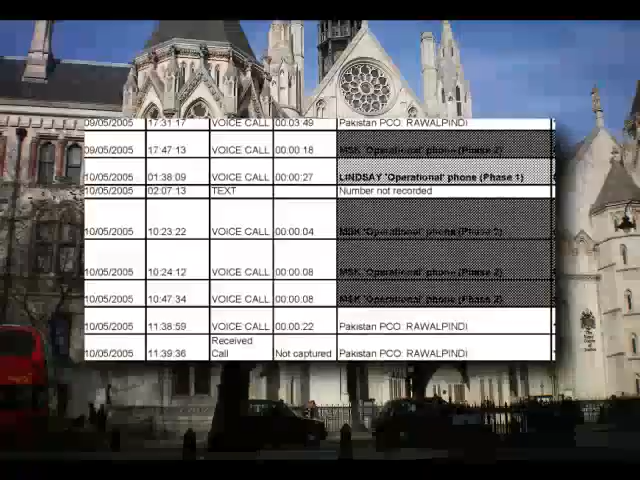 09/05/2005 17:31 17 VOICE CALL 00:03 49 Pakistan PCO: RAWALPINDI
09/05/2005 17:47 13 VOICE CALL 00:00 18 MSK 'Operational' phone (Phase 2)
10/05/2005 01:38 09 VOICE CALL 00:00:27 LINDSAY 'Operational' phone (Phase 1)
10/05/2005 02:07 13 TEXT Number not recorded
10/05/2005 10:23 22 VOICE CALL 00:00 04 MSK 'Operational' phone (Phase 2)
10/05/2005 10:24 12 VOICE CALL 00:00 08 MSK 'Operational' phone (Phase 2)
10/05/2005 10:47 34 VOICE CALL 00:00 08 MSK 'Operational' phone (Phase 2)
10/05/2005 11:38:59 VOICE CALL 00:00:22 Pakistan PCO: RAWALPINDI
Received
10/05/2005 11:39:36 Call Not captured Pakistan PCO: RAWALPINDI